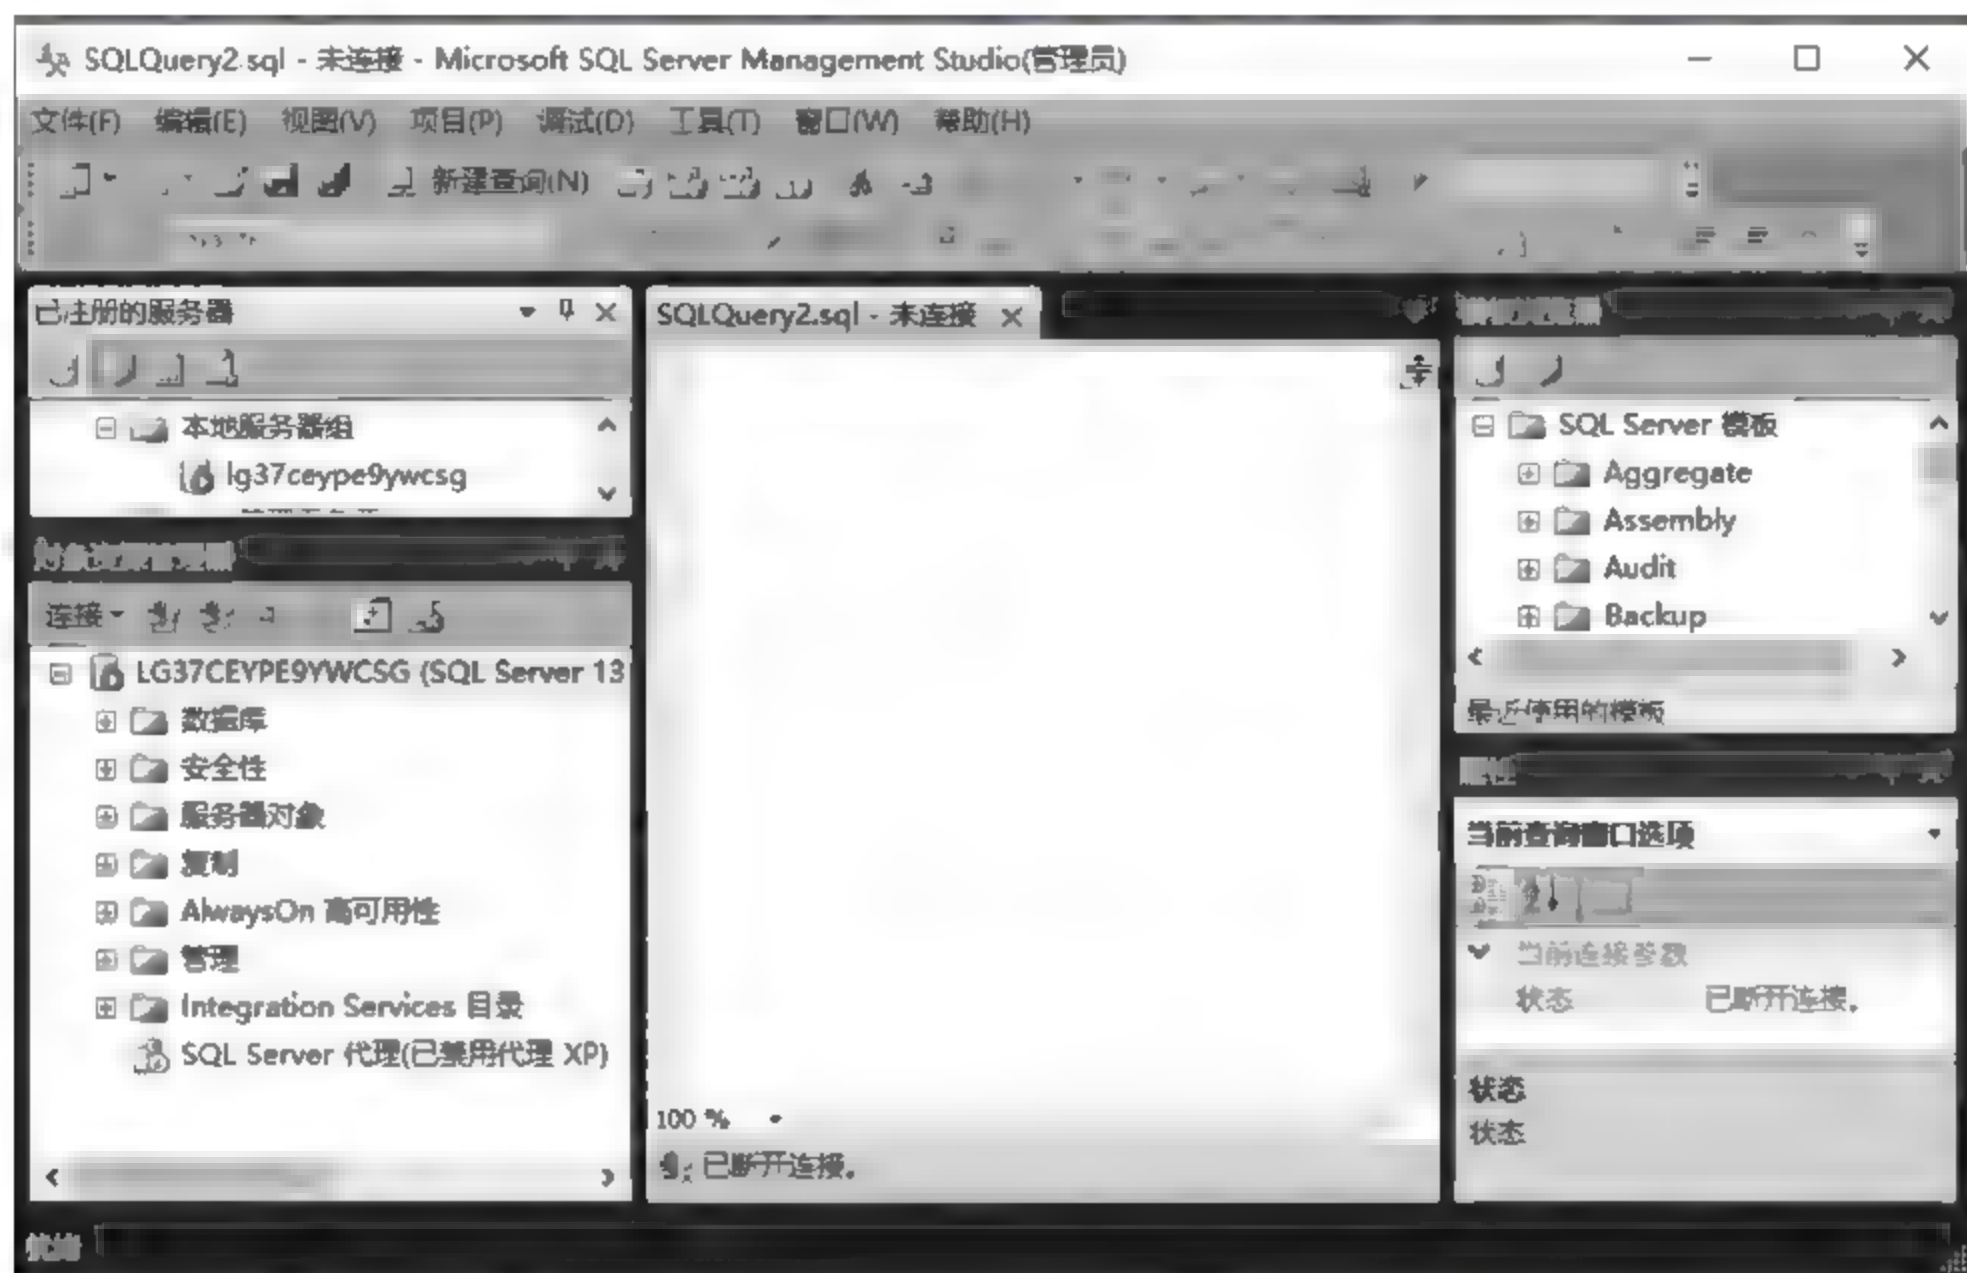 SQLQuery2.sql - 未连接 - Microsoft SQL Server Management Studio(管理员)
文件(F) 编辑(E) 视图(V) 项目(P) 调试(D) 工具(T) 窗口(W) 帮助(H)
新建查询(N)
已注册的服务器
本地服务器组
lg37ceype9ywcsg
连接
LG37CEYPE9YWCSG (SQL Server 13
数据库
安全性
服务器对象
复制
AlwaysOn 高可用性
管理
Integration Services 目录
SQL Server 代理(已禁用代理 XP)
SQLQuery2.sql - 未连接
100 %
已断开连接。
SQL Server 模板
Aggregate
Assembly
Audit
Backup
最近使用的模板
属性
当前查询窗口选项
当前连接参数
状态 已断开连接。
状态
状态
就绪